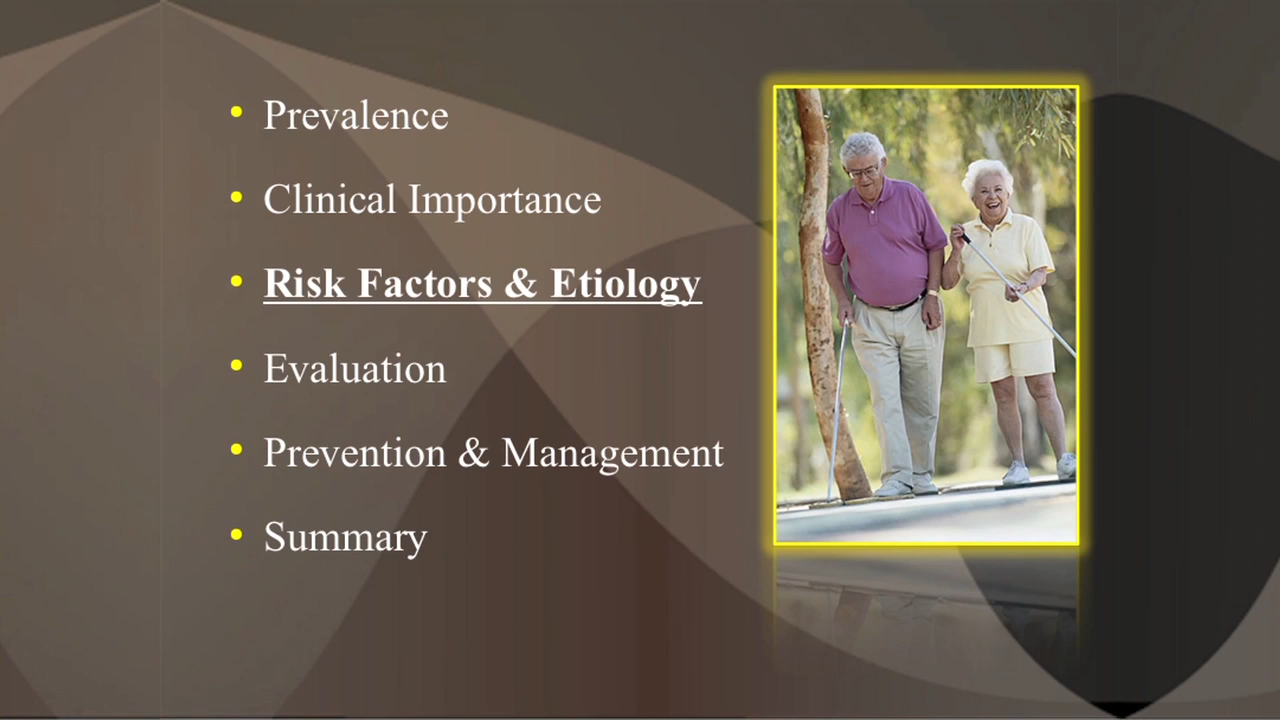 • Prevalence
• Clinical Importance
• Risk Factors & Etiology
• Evaluation
• Prevention & Management
• Summary